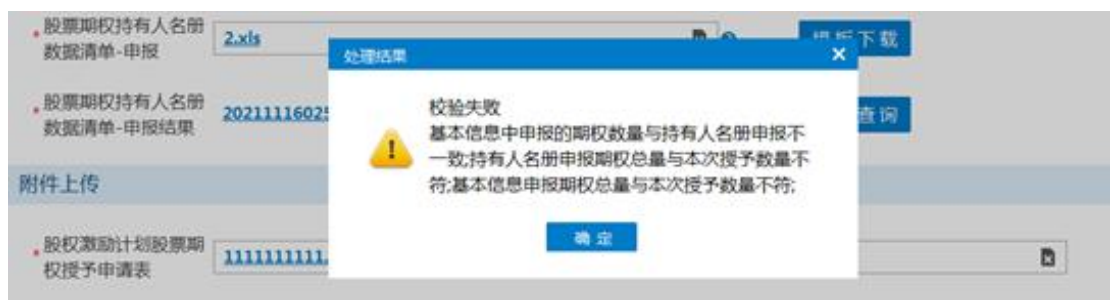 股票期权持有人名册
数据清单-申报
2.xls
下载
处理结果
校验失败
基本信息中申报的期权数量与持有人名册申报不
一致;持有人名册申报期权总量与本次授予数量不
符;基本信息申报期权总量与本次授予数量不符;
确定
股票期权持有人名册
数据清单-申报结果
20211116025
查询
附件上传
股权激励计划股票期
权授予申请表
1111111111.